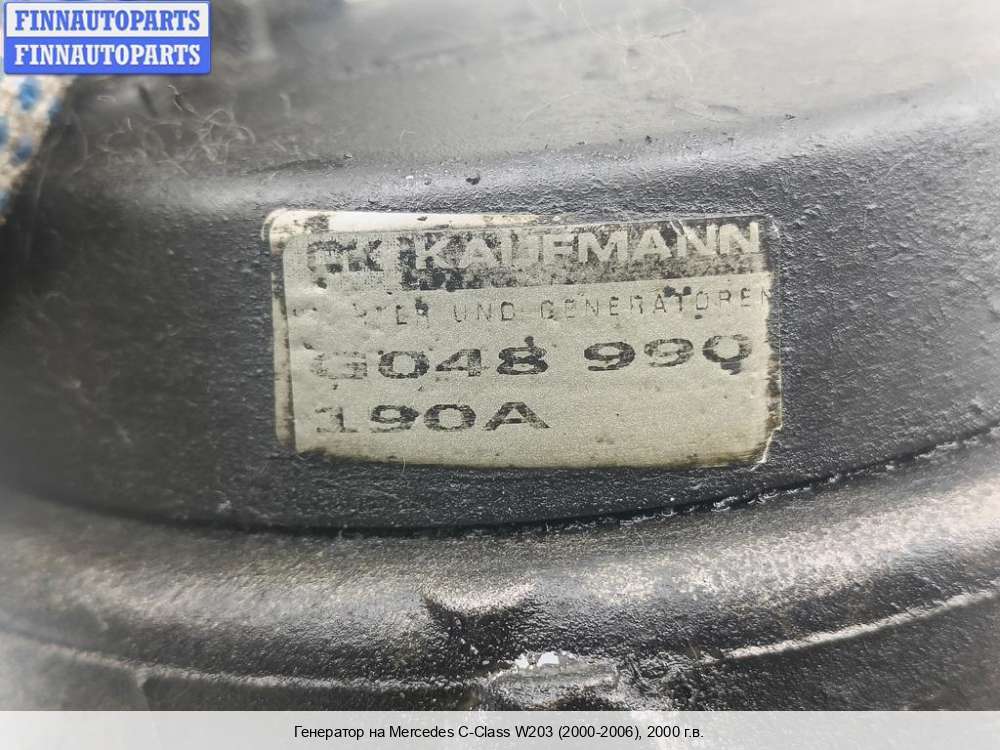 FINNAUTOPARTS
FINNAUTOPARTS
KAUFMANN
UND GENERATOREN
G048 990
190A
Генератор на Mercedes C-Class W203 (2000-2006), 2000 г.в.